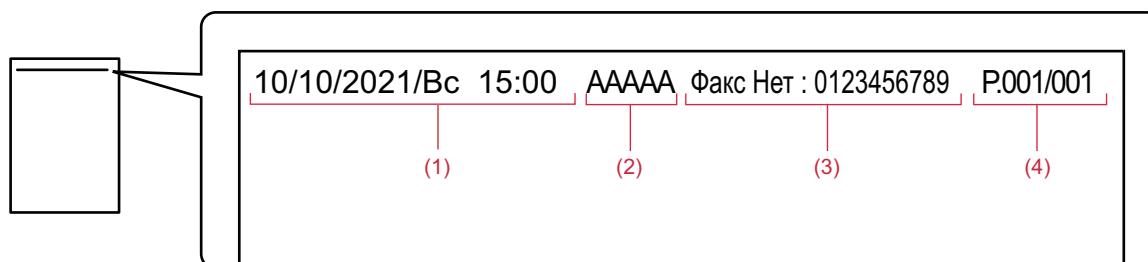 10/10/2021/Вс 15:00 AAAAA Факс Нет : 0123456789 P.001/001
(1) (2) (3) (4)